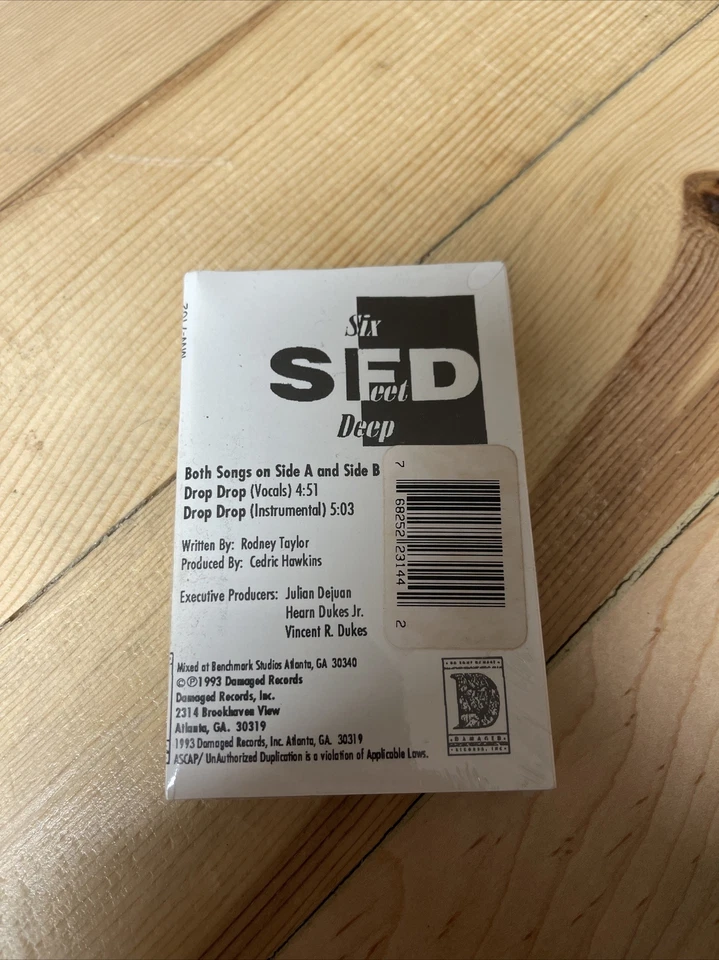 Six
SFD
eet
Deep
Both Songs on Side A and Side B
Drop Drop (Vocals) 4:51
Drop Drop (Instrumental) 5:03
Written By: Rodney Taylor
Produced By: Cedric Hawkins
Executive Producers: Julian Dejuan
Hearn Dukes Jr.
Vincent R. Dukes
7 68252 23144 2
Mixed at Benchmark Studios Atlanta, GA 30340
©℗1993 Damaged Records
Damaged Records, Inc.
2314 Brookhaven View
Atlanta, GA. 30319
1993 Damaged Records, Inc. Atlanta, GA. 30319
ASCAP/ UnAuthorized Duplication is a violation of Applicable Laws.
D
DAMAGED
RECORDS, INC.